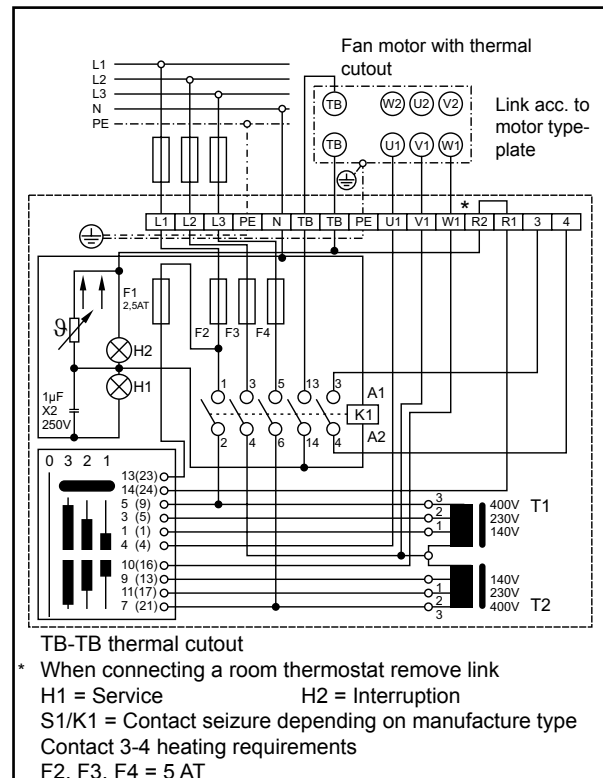 Fan motor with thermal
cutout
L1
L2
L3
N
PE
TB W2 U2 V2
TB U1 V1 W1
Link acc. to
motor type-
plate
*
L1 L2 L3 PE N TB TB PE U1 V1 W1 R2 R1 3 4
F1
2,5AT
F2 F3 F4
ϑ
H2
H1
1µF
X2
250V
1 3 5 13 3
A1
K1
A2
2 4 6 14 4
0 3 2 1
13(23)
14(24)
5 (9)
3 (5)
1 (1)
4 (4)
10(16)
9 (13)
11(17)
7 (21)
3 400V T1
2 230V
1 140V
140V
1 230V
2 400V T2
3
TB-TB thermal cutout
* When connecting a room thermostat remove link
H1 = Service H2 = Interruption
S1/K1 = Contact seizure depending on manufacture type
Contact 3-4 heating requirements
F2, F3, F4 = 5 AT